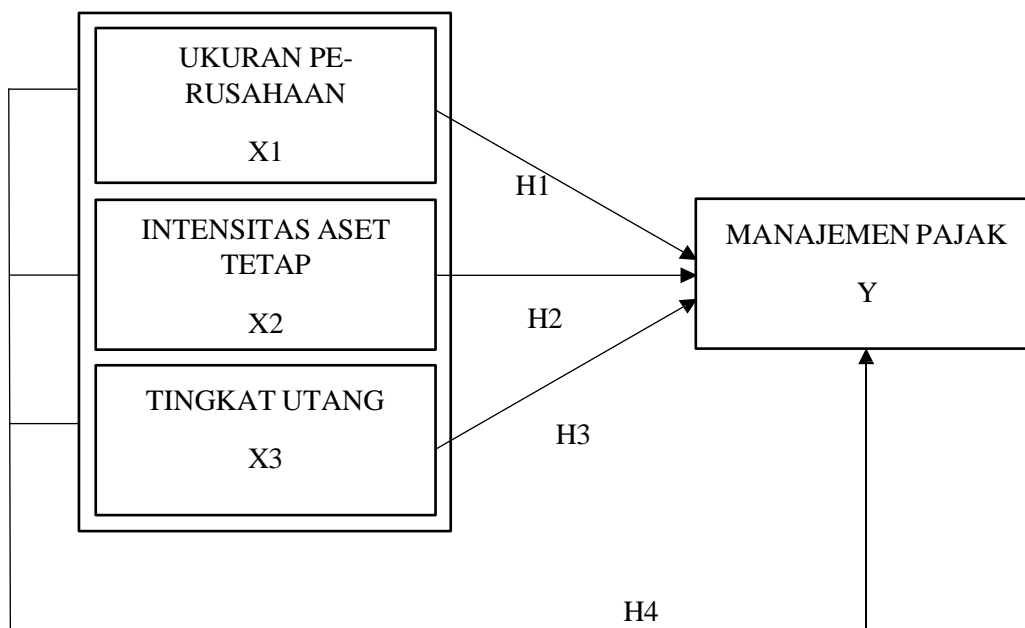 UKURAN PE-
RUSAHAAN
X1
H1
INTENSITAS ASET
TETAP
X2
H2
TINGKAT UTANG
X3
H3
MANAJEMEN PAJAK
Y
H4